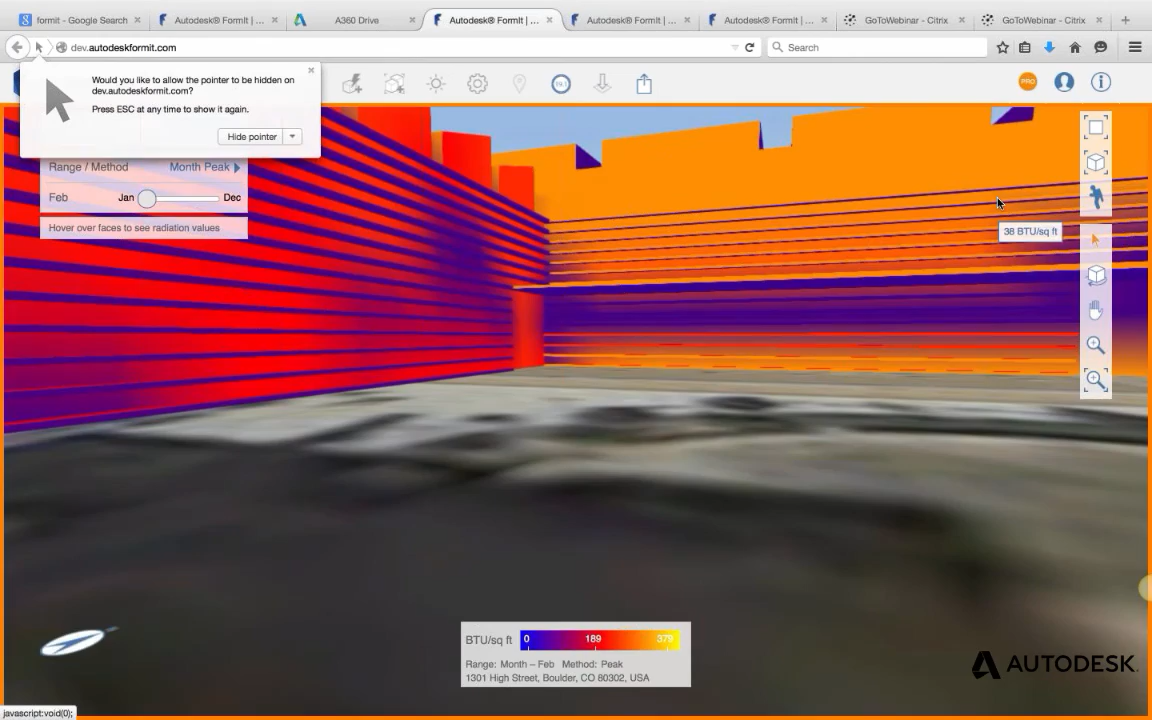 formit - Google Search
Autodesk® FormIt | ...
A360 Drive
Autodesk® FormIt | ...
Autodesk® FormIt | ...
Autodesk® FormIt | ...
GoToWebinar - Citrix
GoToWebinar - Citrix
dev.autodeskformit.com
Search
Would you like to allow the pointer to be hidden on
dev.autodeskformit.com?
Press ESC at any time to show it again.
Hide pointer
PRO
Range / Method Month Peak
Feb Jan Dec
Hover over faces to see radiation values
38 BTU/sq ft
BTU/sq ft 0 189 379
Range: Month – Feb Method: Peak
1301 High Street, Boulder, CO 80302, USA
AUTODESK.
javascript:void(0);